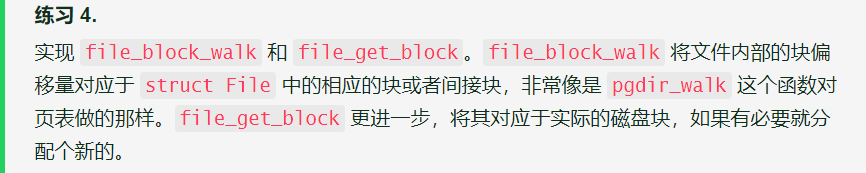 练习 4.
实现 file_block_walk 和 file_get_block。file_block_walk 将文件内部的块偏
移量对应于 struct File 中的相应的块或者间接块，非常像是 pgdir_walk 这个函数对
页表做的那样。file_get_block 更进一步，将其对应于实际的磁盘块，如果有必要就分
配个新的。